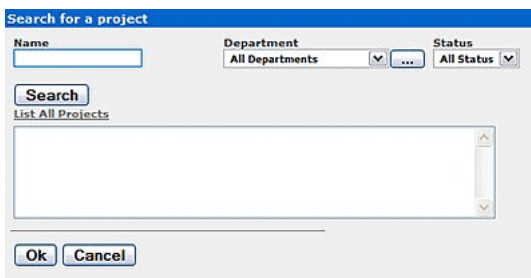 Search for a project
Name Department Status
All Departments ... All Status
Search
List All Projects
Ok Cancel